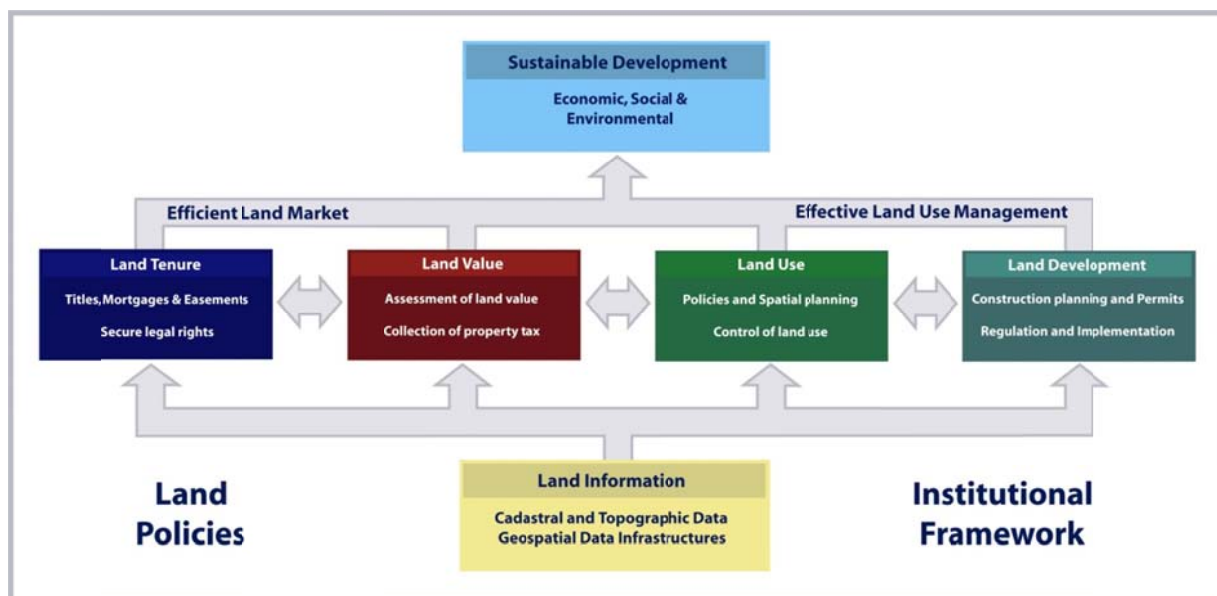 Sustainable Development
Economic, Social &
Environmental
Efficient Land Market
Effective Land Use Management
Land Tenure
Titles, Mortgages & Easements
Secure legal rights
Land Value
Assessment of land value
Collection of property tax
Land Use
Policies and Spatial planning
Control of land use
Land Development
Construction planning and Permits
Regulation and Implementation
Land
Policies
Land Information
Cadastral and Topographic Data
Geospatial Data Infrastructures
Institutional
Framework